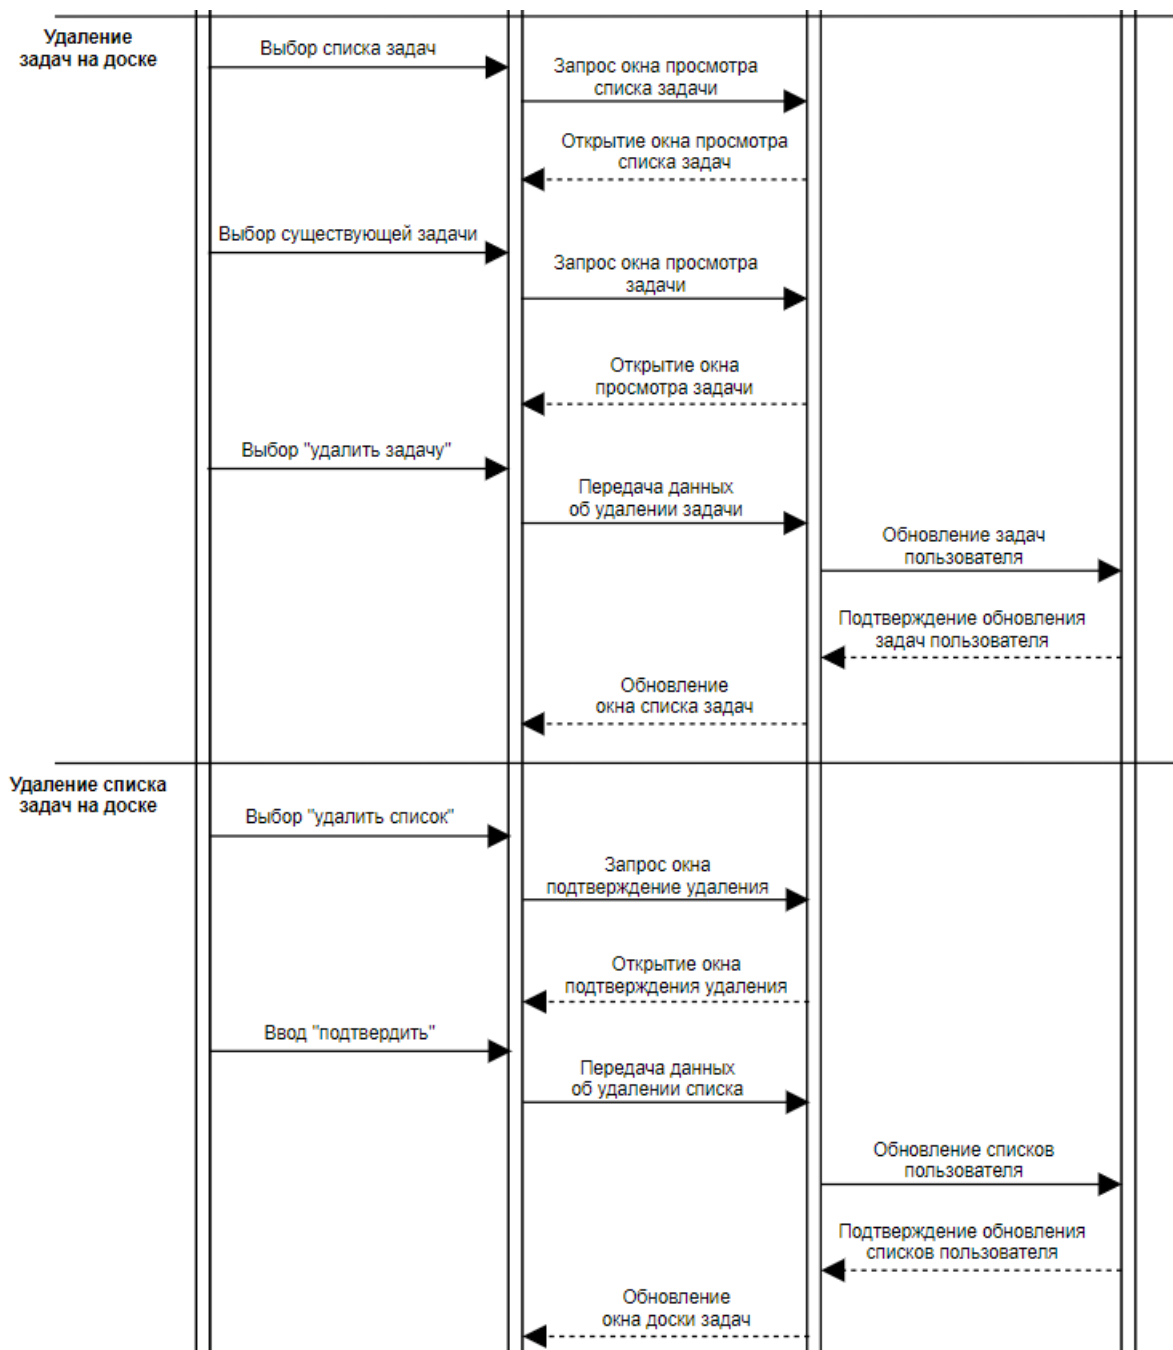 Удаление
задач на доске
Выбор списка задач
Запрос окна просмотра
списка задачи
Открытие окна просмотра
списка задач
Выбор существующей задачи
Запрос окна просмотра
задачи
Открытие окна
просмотра задачи
Выбор "удалить задачу"
Передача данных
об удалении задачи
Обновление задач
пользователя
Подтверждение обновления
задач пользователя
Обновление
окна списка задач
Удаление списка
задач на доске
Выбор "удалить список"
Запрос окна
подтверждение удаления
Открытие окна
подтверждения удаления
Ввод "подтвердить"
Передача данных
об удалении списка
Обновление списков
пользователя
Подтверждение обновления
списков пользователя
Обновление
окна доски задач